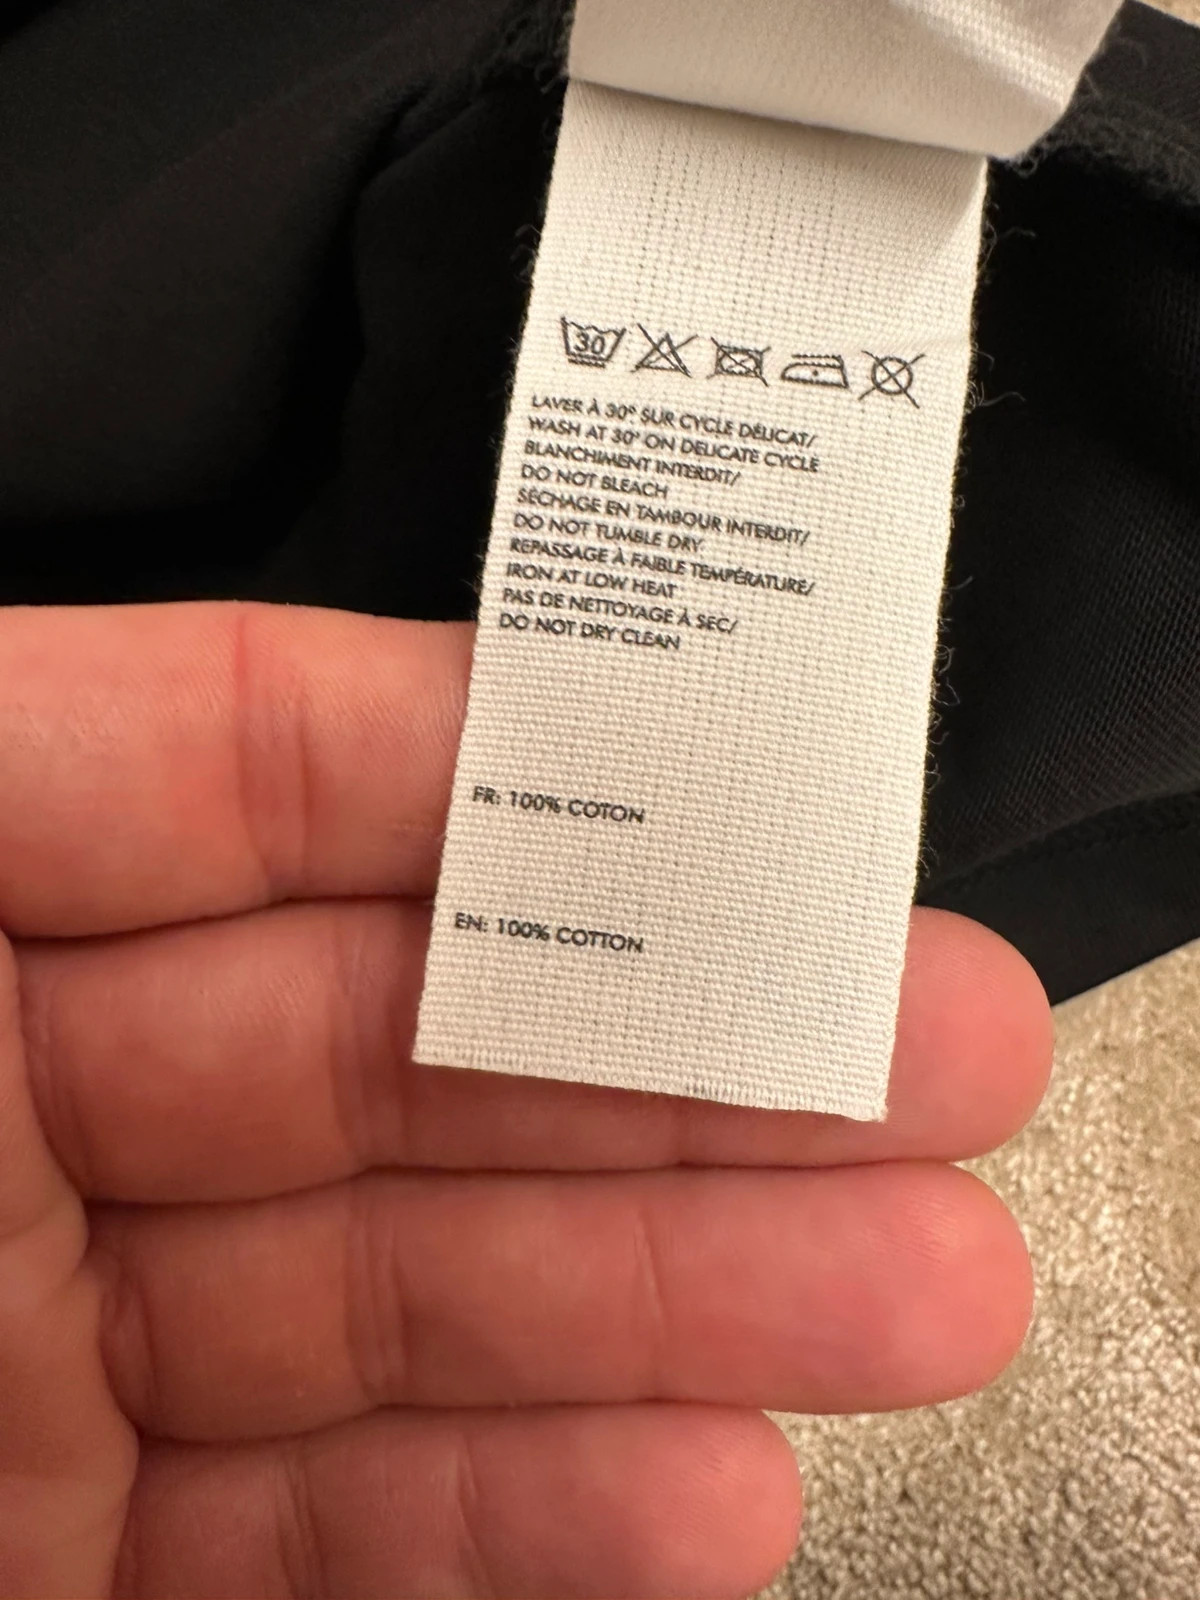 30
LAVER À 30° SUR CYCLE DÉLICAT/
WASH AT 30° ON DELICATE CYCLE
BLANCHIMENT INTERDIT/
DO NOT BLEACH
SÉCHAGE EN TAMBOUR INTERDIT/
DO NOT TUMBLE DRY
REPASSAGE À FAIBLE TEMPÉRATURE/
IRON AT LOW HEAT
PAS DE NETTOYAGE À SEC/
DO NOT DRY CLEAN
FR: 100% COTON
EN: 100% COTTON